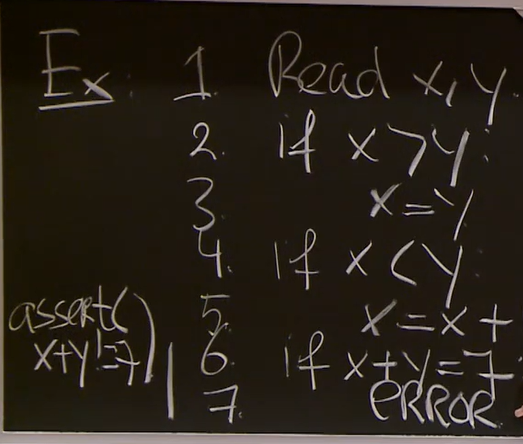 Ex: 1. Read x, y.
2. if x > y:
3. x = y
4. if x < y:
5. x = x +
6. if x + y = 7
7. ERROR
assert(
x+y != 7)